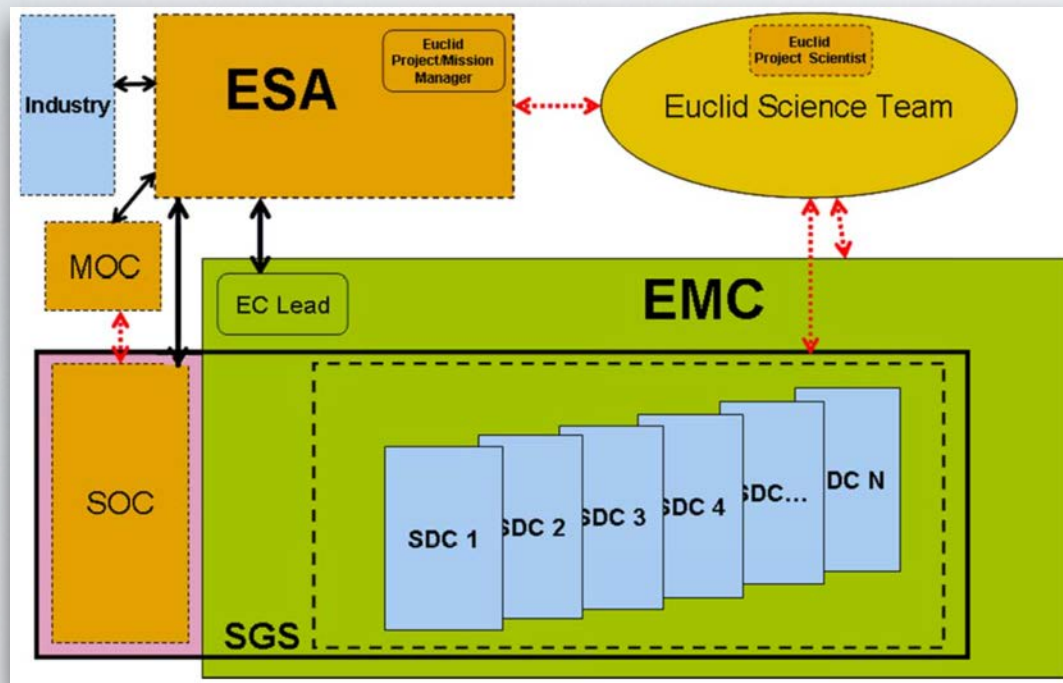 Euclid
Project/Mission
Manager
ESA
Industry
Euclid
Project Scientist
Euclid Science Team
MOC
EC Lead
EMC
SOC
SDC 1
SDC 2
SDC 3
SDC 4
SDC...
DC N
SGS